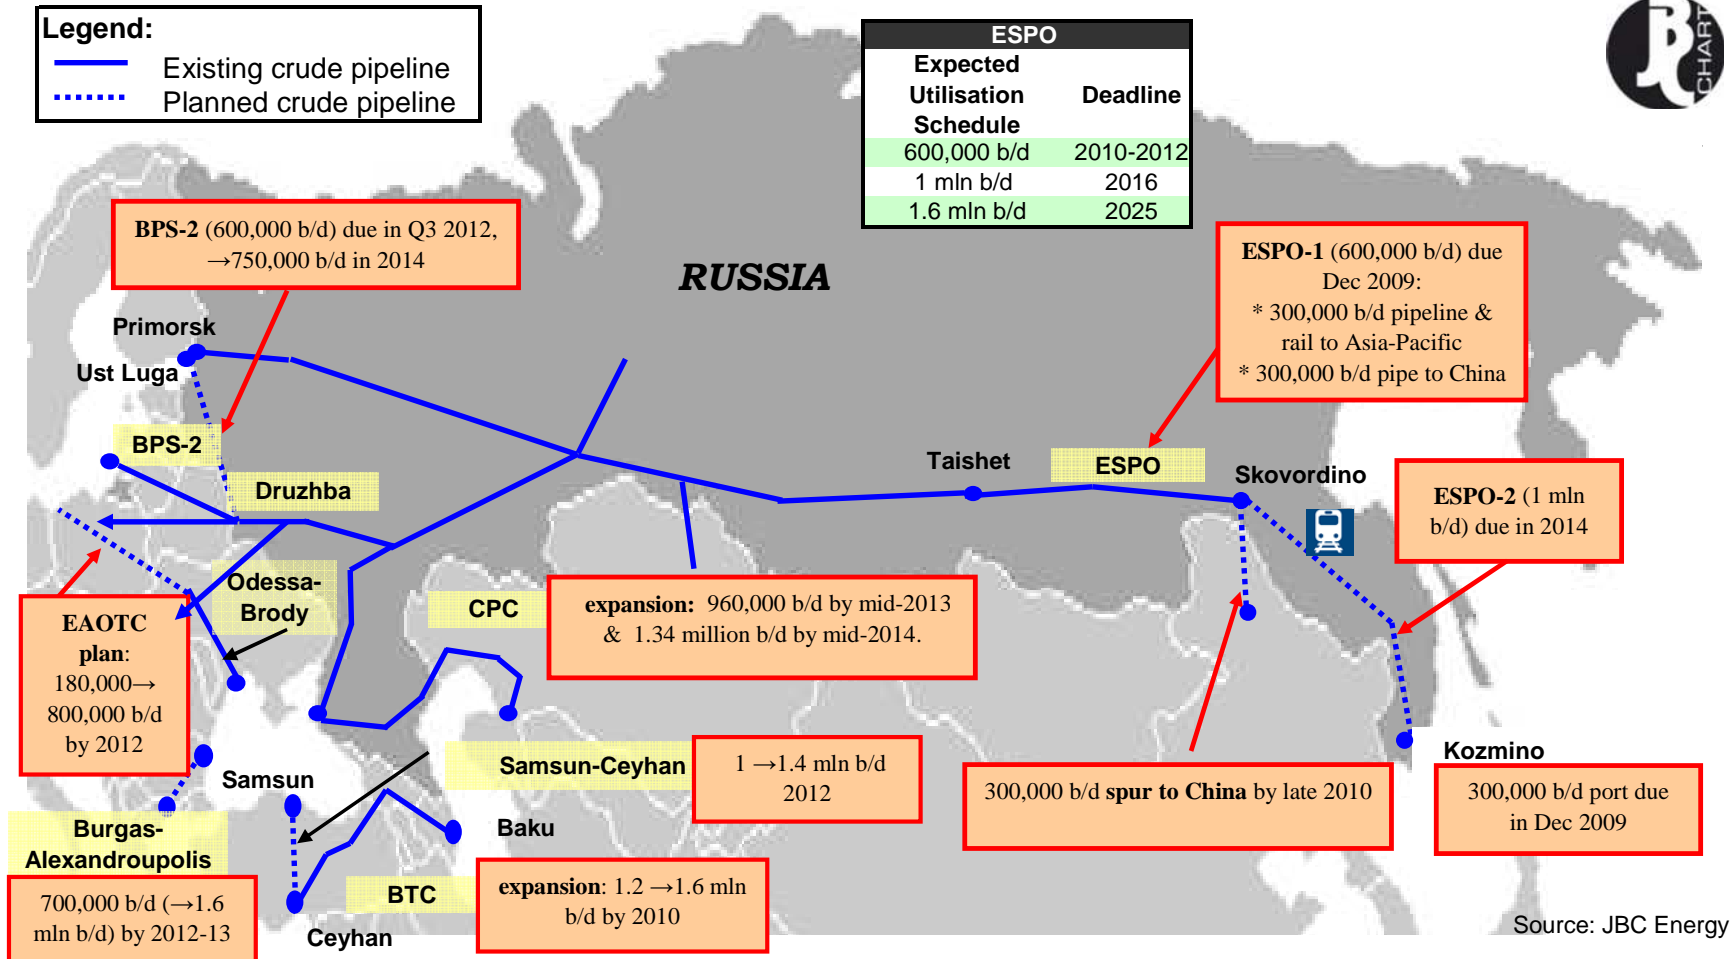 Legend:
Existing crude pipeline
Planned crude pipeline
ESPO
Expected
Utilisation Deadline
Schedule
600,000 b/d 2010-2012
1 mln b/d 2016
1.6 mln b/d 2025
JBC
CHART
BPS-2 (600,000 b/d) due in Q3 2012,
→750,000 b/d in 2014
RUSSIA
ESPO-1 (600,000 b/d) due
Dec 2009:
* 300,000 b/d pipeline &
rail to Asia-Pacific
* 300,000 b/d pipe to China
Primorsk
Ust Luga
BPS-2
Druzhba
Taishet
ESPO
Skovordino
ESPO-2 (1 mln
b/d) due in 2014
Odessa-
Brody
CPC
expansion: 960,000 b/d by mid-2013
& 1.34 million b/d by mid-2014.
EAOTC
plan:
180,000→
800,000 b/d
by 2012
Samsun
Samsun-Ceyhan
1 →1.4 mln b/d
2012
300,000 b/d spur to China by late 2010
Kozmino
300,000 b/d port due
in Dec 2009
Burgas-
Alexandroupolis
700,000 b/d (→1.6
mln b/d) by 2012-13
Baku
BTC
expansion: 1.2 →1.6 mln
b/d by 2010
Ceyhan
Source: JBC Energy